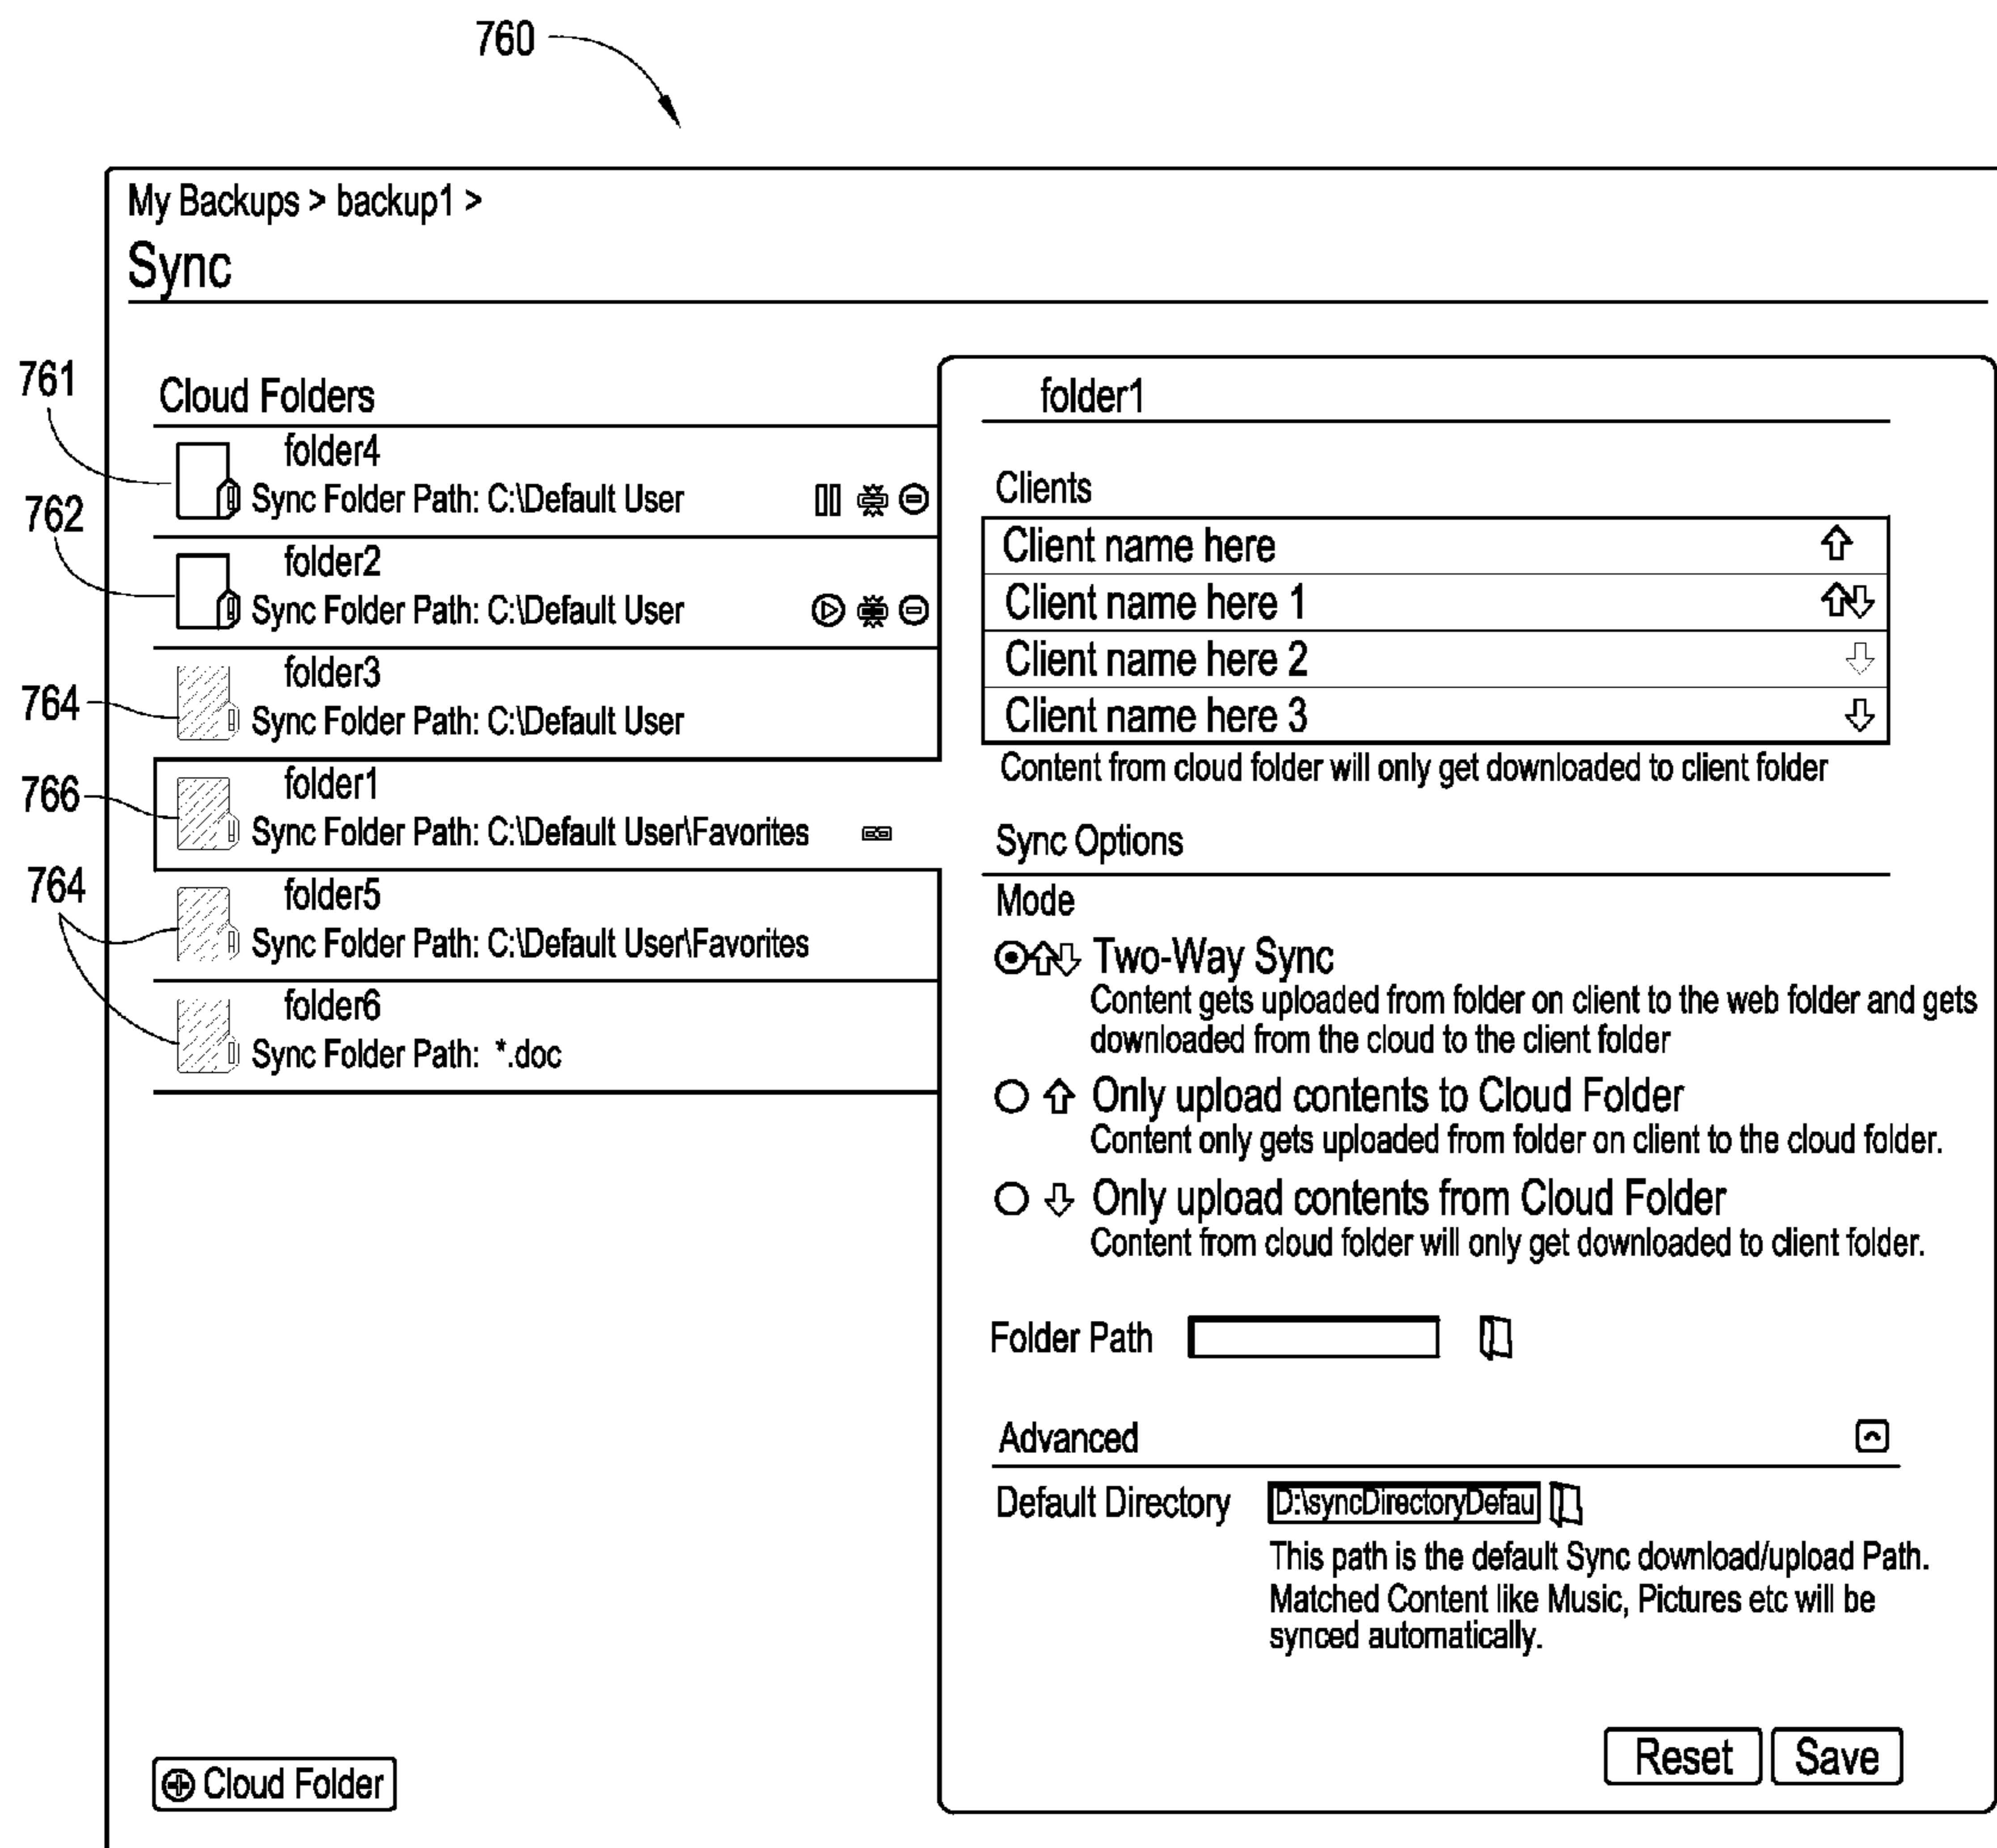 760
My Backups > backup1 >
Sync
761
762
764
766
764
Cloud Folders
folder4
Sync Folder Path: C:\Default User
folder2
Sync Folder Path: C:\Default User
folder3
Sync Folder Path: C:\Default User
folder1
Sync Folder Path: C:\Default User\Favorites
folder5
Sync Folder Path: C:\Default User\Favorites
folder6
Sync Folder Path: *.doc
Cloud Folder
folder1
Clients
Client name here
Client name here 1
Client name here 2
Client name here 3
Content from cloud folder will only get downloaded to client folder
Sync Options
Mode
Two-Way Sync
Content gets uploaded from folder on client to the web folder and gets
downloaded from the cloud to the client folder
Only upload contents to Cloud Folder
Content only gets uploaded from folder on client to the cloud folder.
Only upload contents from Cloud Folder
Content from cloud folder will only get downloaded to client folder.
Folder Path
Advanced
Default Directory D:\syncDirectoryDefau
This path is the default Sync download/upload Path.
Matched Content like Music, Pictures etc will be
synced automatically.
Reset Save